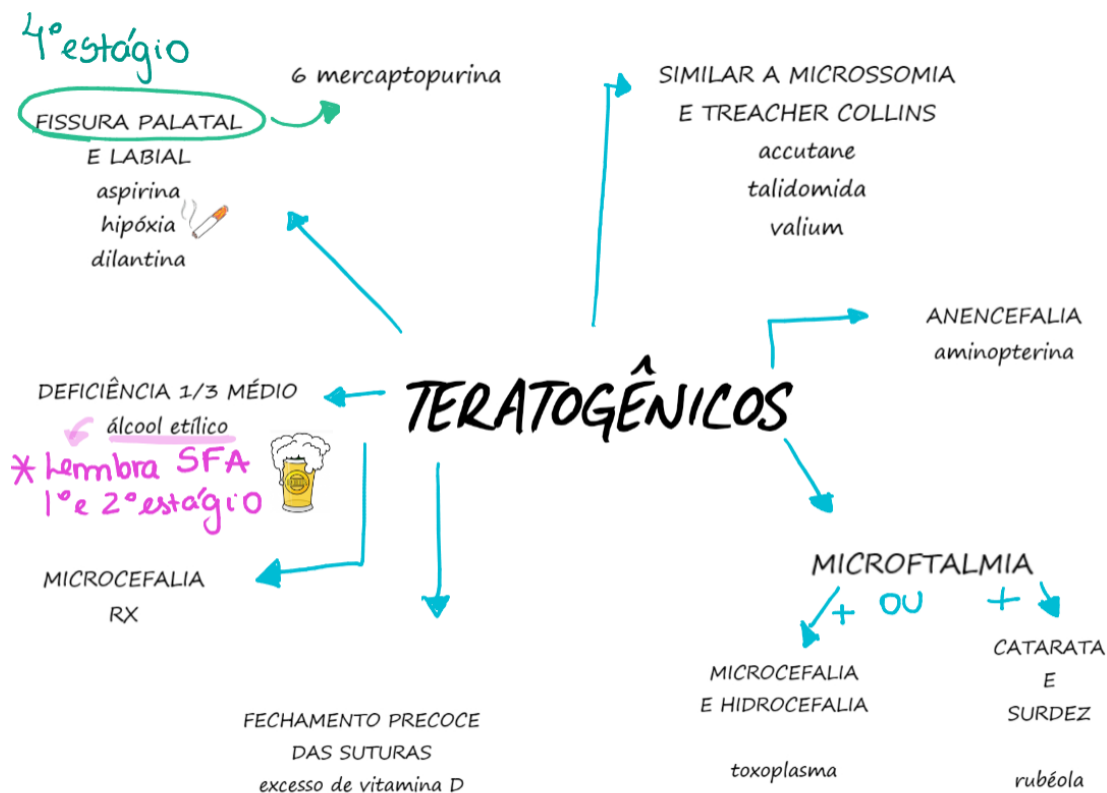 4º estágio
6 mercaptopurina
FISSURA PALATAL
E LABIAL
aspirina
hipóxia
dilantina
SIMILAR A MICROSSOMIA
E TREACHER COLLINS
accutane
talidomida
valium
ANENCEFALIA
aminopterina
TERATOGÊNICOS
DEFICIÊNCIA 1/3 MÉDIO
álcool etílico
* Lembra SFA
1º e 2º estágio
MICROCEFALIA
RX
FECHAMENTO PRECOCE
DAS SUTURAS
excesso de vitamina D
MICROFTALMIA
+ OU +
MICROCEFALIA
E HIDROCEFALIA
toxoplasma
CATARATA
E
SURDEZ
rubéola